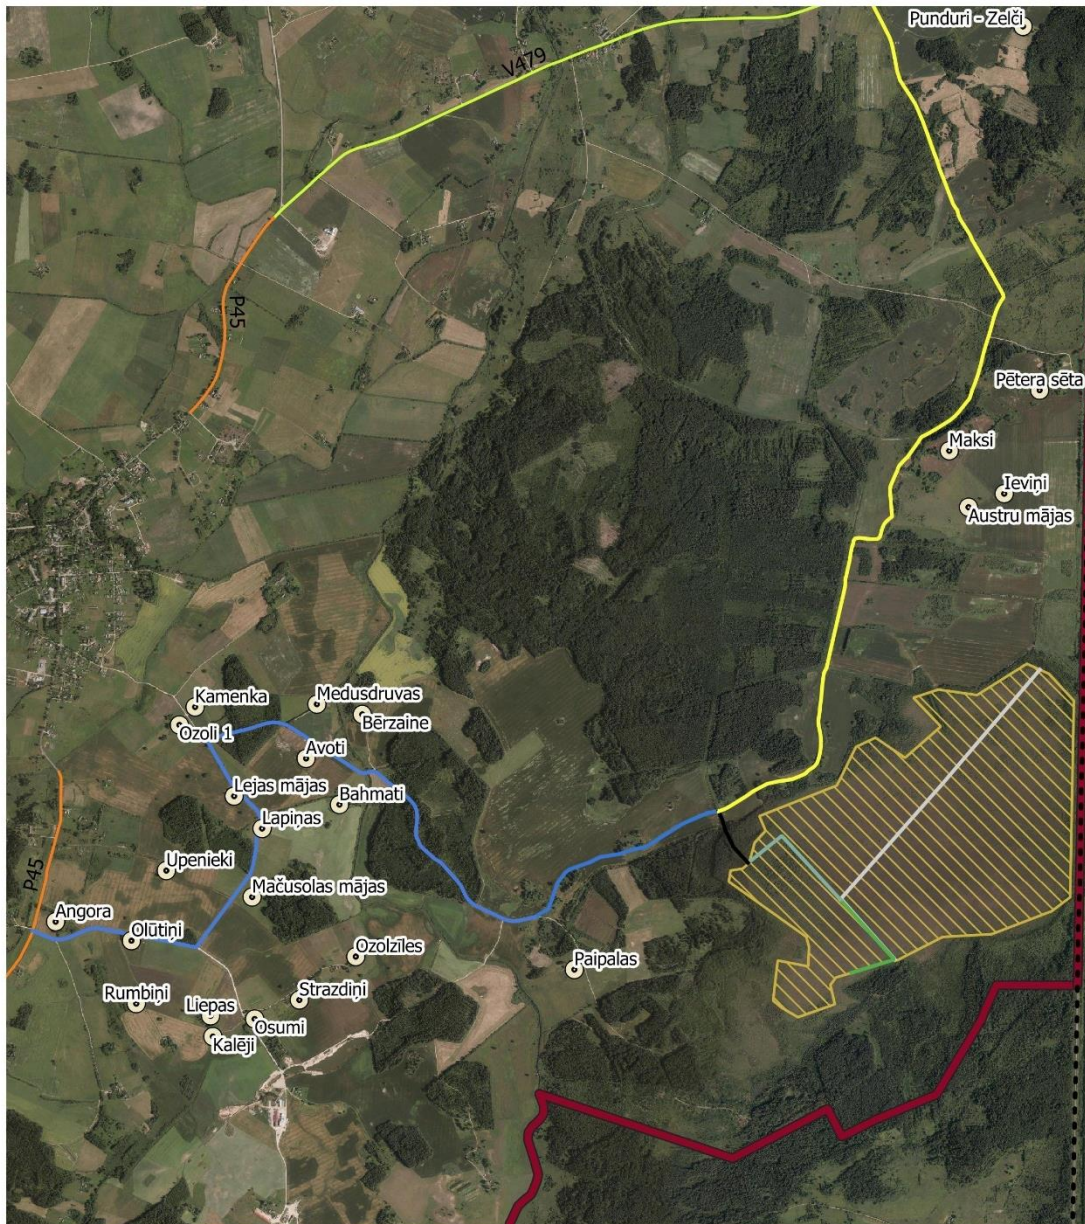 Punduri - Zelči
V479
P45
Pētera sēta
Maksi
Ieviņi
Austru mājas
Kamenka
Medusdruvas
Bērzaine
Ozoli 1
Avoti
Lejas mājas
Bahmati
Lapiņas
P45
Upenieki
Mačusolas mājas
Angora
Olūtiņi
Ozolzīles
Paipalas
Rumbiņi
Liepas
Strazdiņi
Osumi
Kalēji